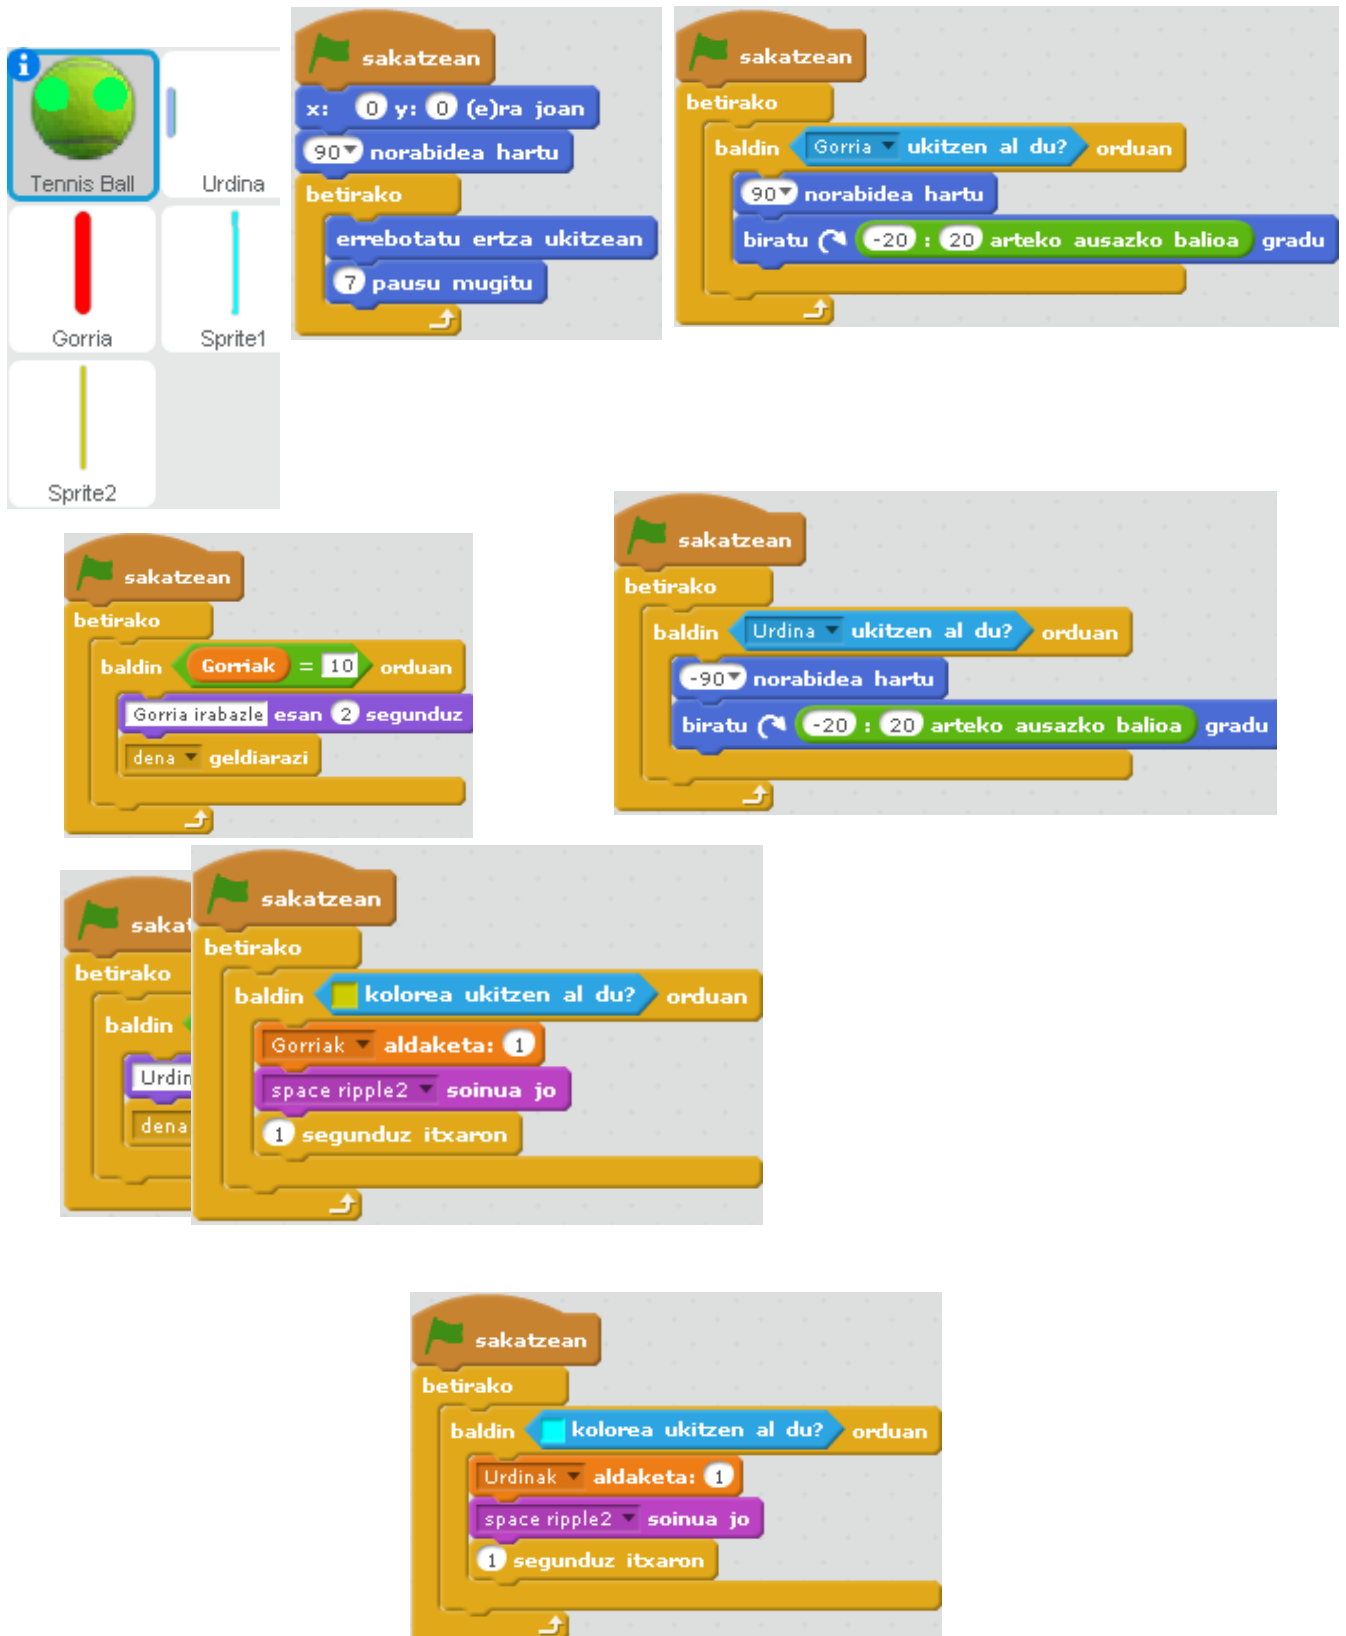 Tennis Ball
Urdina
Gorria
Sprite1
Sprite2
sakatzean
x: 0 y: 0 (e)ra joan
90 norabidea hartu
betirako
errebotatu ertza ukitzean
7 pausu mugitu
sakatzean
betirako
baldin Gorria ukitzen al du? orduan
90 norabidea hartu
biratu -20 : 20 arteko ausazko balioa gradu
sakatzean
betirako
baldin Gorriak = 10 orduan
Gorria irabazle esan 2 segunduz
dena geldiarazi
sakatzean
betirako
baldin Urdina ukitzen al du? orduan
-90 norabidea hartu
biratu -20 : 20 arteko ausazko balioa gradu
sakat
betirako
baldin
Urdin
dena
sakatzean
betirako
baldin kolorea ukitzen al du? orduan
Gorriak aldaketa: 1
space ripple2 soinua jo
1 segunduz itxaron
sakatzean
betirako
baldin kolorea ukitzen al du? orduan
Urdinak aldaketa: 1
space ripple2 soinua jo
1 segunduz itxaron